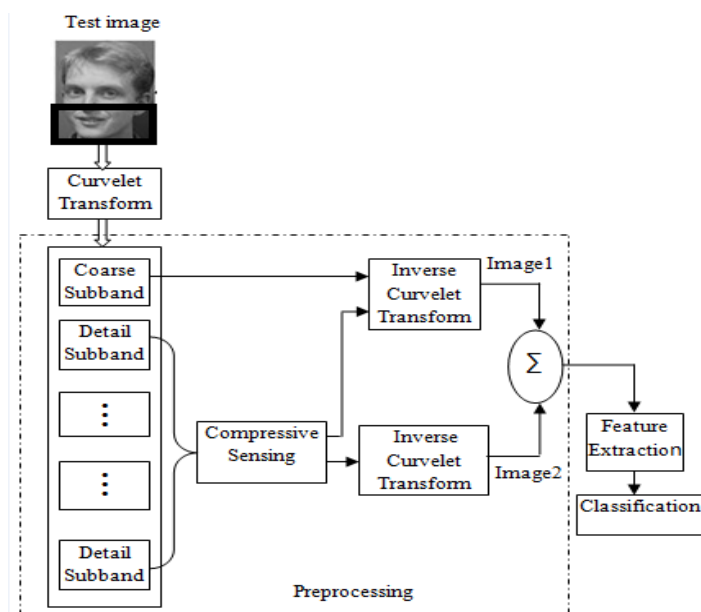 Test image
Curvelet
Transform
Coarse
Subband
Detail
Subband
⋮
⋮
Detail
Subband
Compressive
Sensing
Inverse
Curvelet
Transform
Image1
Inverse
Curvelet
Transform
Image2
Σ
Feature
Extraction
Classification
Preprocessing